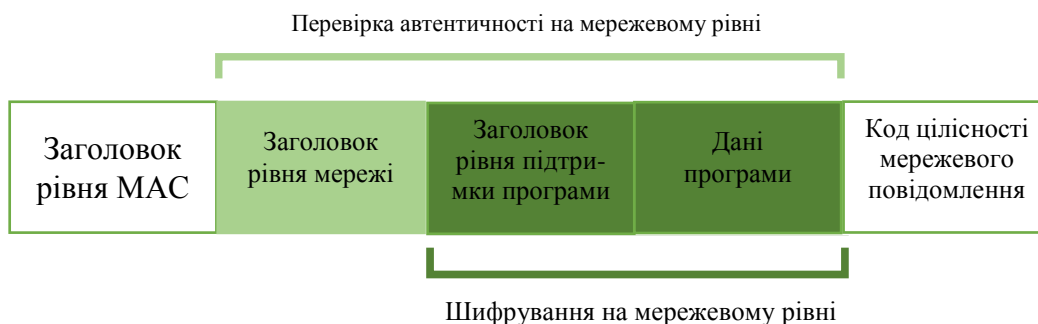 Перевірка автентичності на мережевому рівні
Заголовок
рівня MAC
Заголовок
рівня мережі
Заголовок
рівня підтри-
мки програми
Дані
програми
Код цілісності
мережевого
повідомлення
Шифрування на мережевому рівні